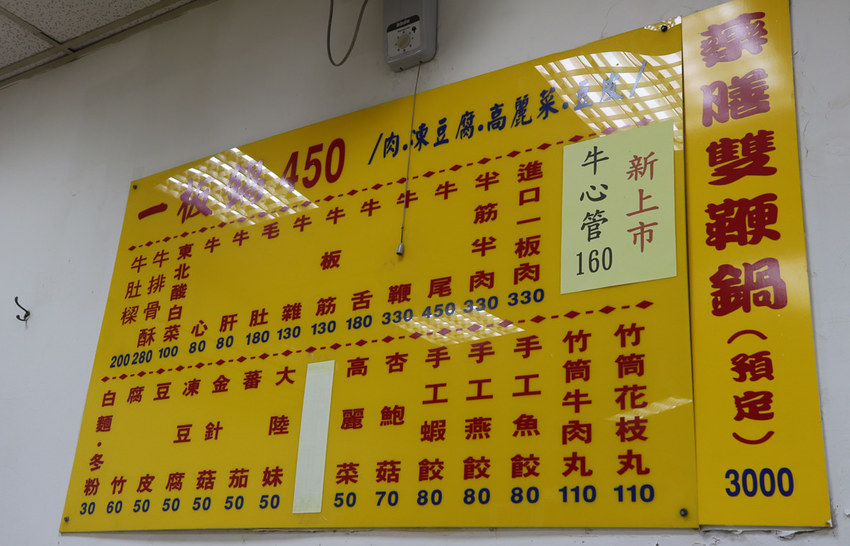 一板鍋 450
/肉.凍豆腐.高麗菜.
新上市
牛心管 160
進口一板肉 330
半筋半肉 330
牛尾 450
牛鞭 330
牛舌 180
牛板筋 130
牛雜 130
毛肚 180
牛肝 80
牛心 80
東北酸白菜 100
牛排骨酥 280
牛肚樑 200
竹筒花枝丸 110
竹筒牛肉丸 110
手工魚餃 80
手工燕餃 80
手工蝦餃 80
杏鮑菇 70
高麗菜 50
大陸妹 50
蕃茄 50
金針菇 50
凍豆腐 50
豆皮 50
腐竹 60
白麵.冬粉 30
藥膳雙鞭鍋(預定) 3000